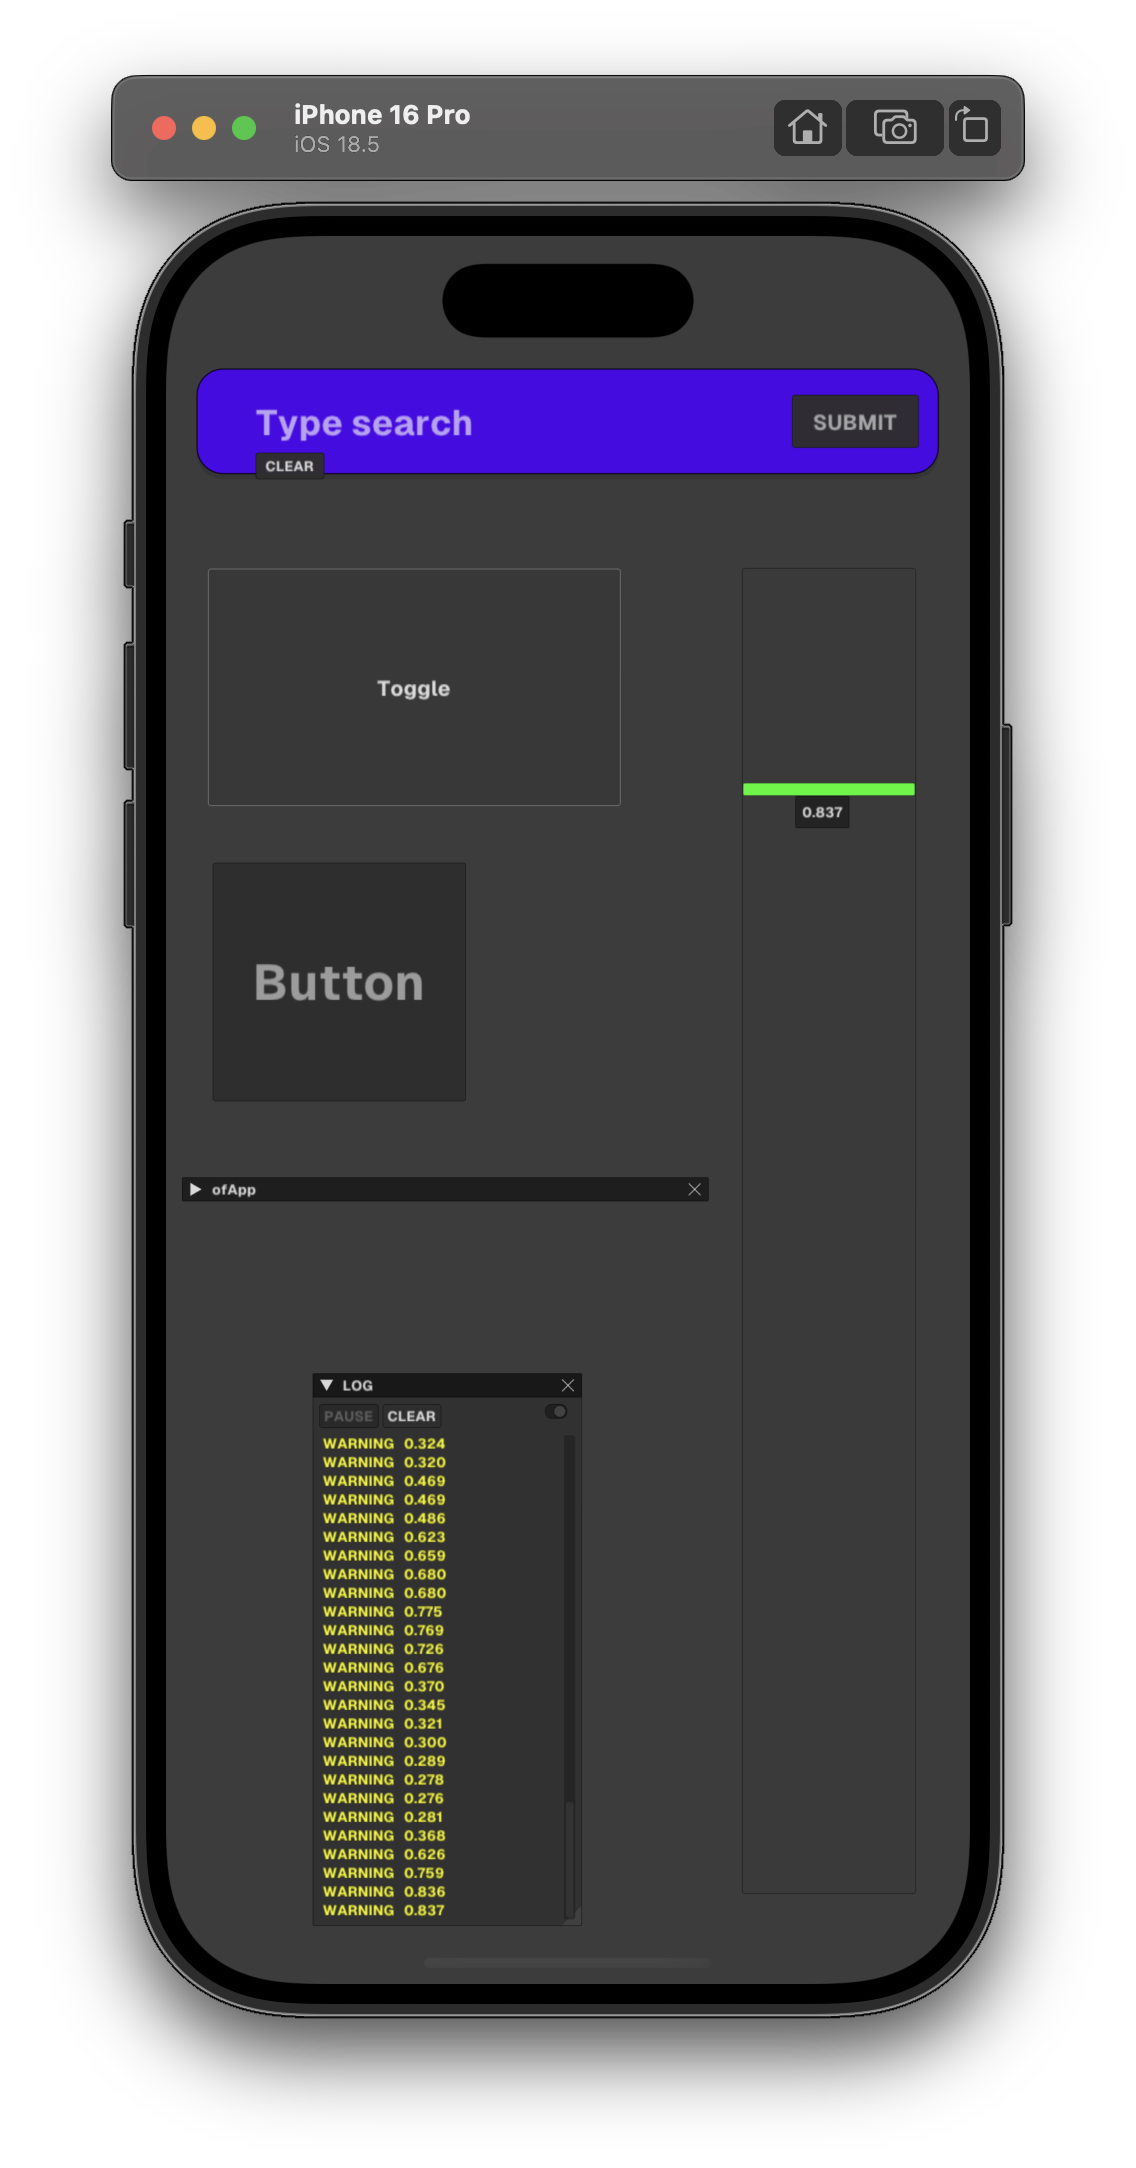 iPhone 16 Pro
iOS 18.5
Type search
SUBMIT
CLEAR
Toggle
0.837
Button
ofApp
LOG
PAUSE CLEAR
WARNING 0.324
WARNING 0.320
WARNING 0.469
WARNING 0.469
WARNING 0.486
WARNING 0.623
WARNING 0.659
WARNING 0.680
WARNING 0.680
WARNING 0.775
WARNING 0.769
WARNING 0.726
WARNING 0.676
WARNING 0.370
WARNING 0.345
WARNING 0.321
WARNING 0.300
WARNING 0.289
WARNING 0.278
WARNING 0.276
WARNING 0.281
WARNING 0.368
WARNING 0.626
WARNING 0.759
WARNING 0.836
WARNING 0.837